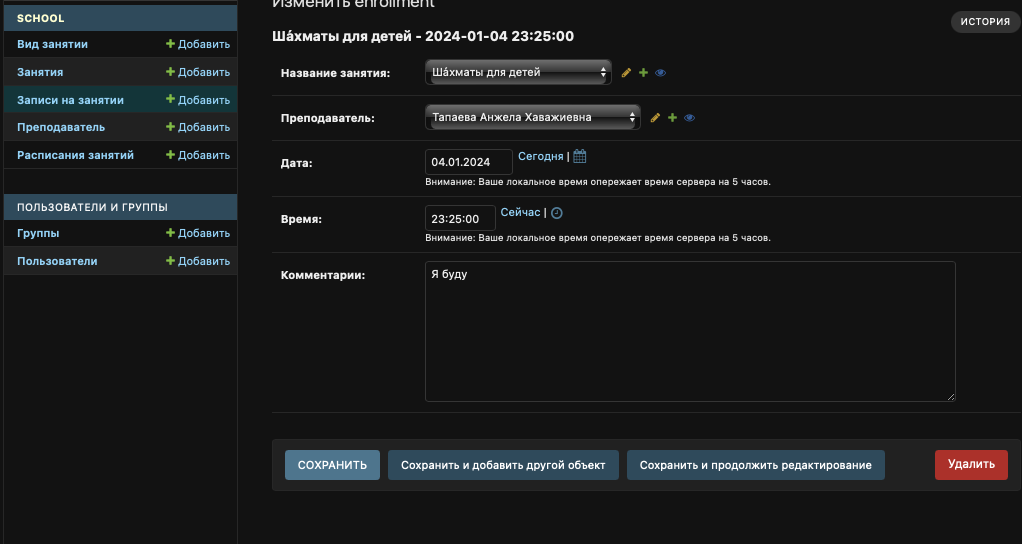 Изменить enrollment
SCHOOL
Вид занятии
Добавить
Занятия
Добавить
Записи на занятии
Добавить
Преподаватель
Добавить
Расписания занятий
Добавить
ПОЛЬЗОВАТЕЛИ И ГРУППЫ
Группы
Добавить
Пользователи
Добавить
ИСТОРИЯ
Ша́хматы для детей - 2024-01-04 23:25:00
Название занятия: Ша́хматы для детей
Преподаватель: Тапаева Анжела Хаважиевна
Дата: 04.01.2024 Сегодня |
Внимание: Ваше локальное время опережает время сервера на 5 часов.
Время: 23:25:00 Сейчас |
Внимание: Ваше локальное время опережает время сервера на 5 часов.
Комментарии: Я буду
СОХРАНИТЬ Сохранить и добавить другой объект Сохранить и продолжить редактирование Удалить